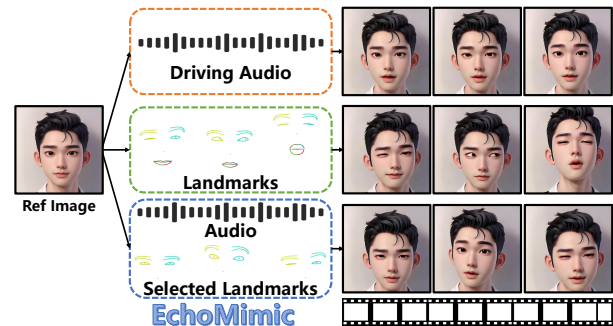 Driving Audio
Landmarks
Ref Image
Audio
Selected Landmarks
EchoMimic